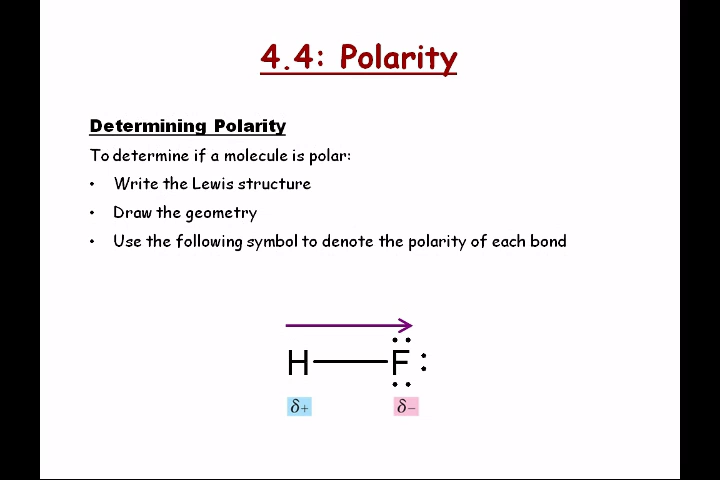 4.4: Polarity
Determining Polarity
To determine if a molecule is polar:
• Write the Lewis structure
• Draw the geometry
• Use the following symbol to denote the polarity of each bond
H F
δ+ δ−